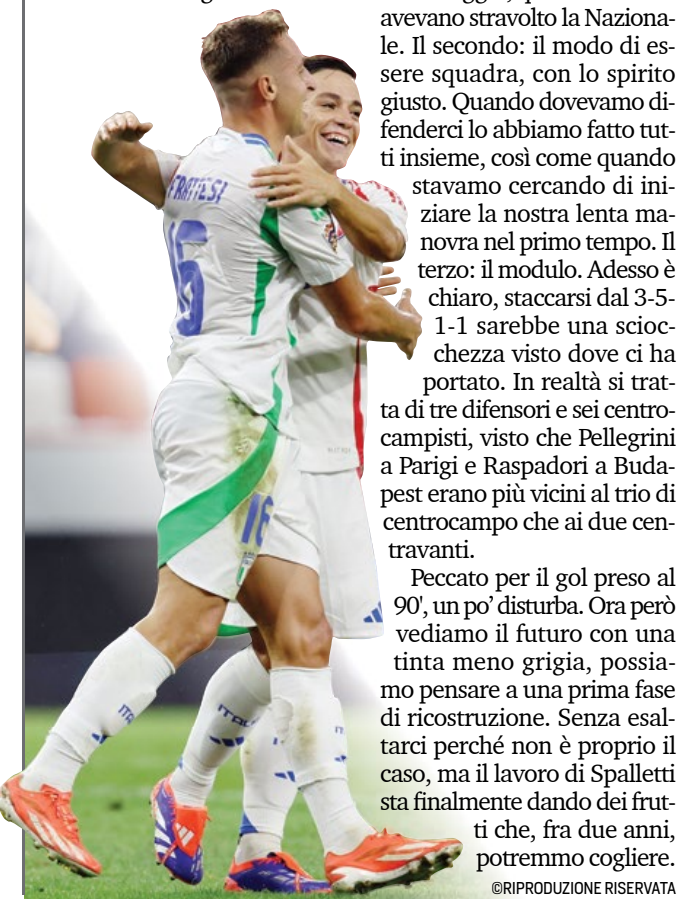 avevano stravolto la Naziona-
le. Il secondo: il modo di es-
sere squadra, con lo spirito
giusto. Quando dovevamo di-
fenderci lo abbiamo fatto tut-
ti insieme, così come quando
stavamo cercando di ini-
ziare la nostra lenta ma-
novra nel primo tempo. Il
terzo: il modulo. Adesso è
chiaro, staccarsi dal 3-5-
1-1 sarebbe una scioc-
chezza visto dove ci ha
portato. In realtà si trat-
ta di tre difensori e sei centro-
campisti, visto che Pellegrini
a Parigi e Raspadori a Buda-
pest erano più vicini al trio di
centrocampo che ai due cen-
travanti.
Peccato per il gol preso al
90', un po' disturba. Ora però
vediamo il futuro con una
tinta meno grigia, possia-
mo pensare a una prima fase
di ricostruzione. Senza esal-
tarci perché non è proprio il
caso, ma il lavoro di Spalletti
sta finalmente dando dei frut-
ti che, fra due anni,
potremmo cogliere.
©RIPRODUZIONE RISERVATA
FRATTESI
16
16
ITALIA